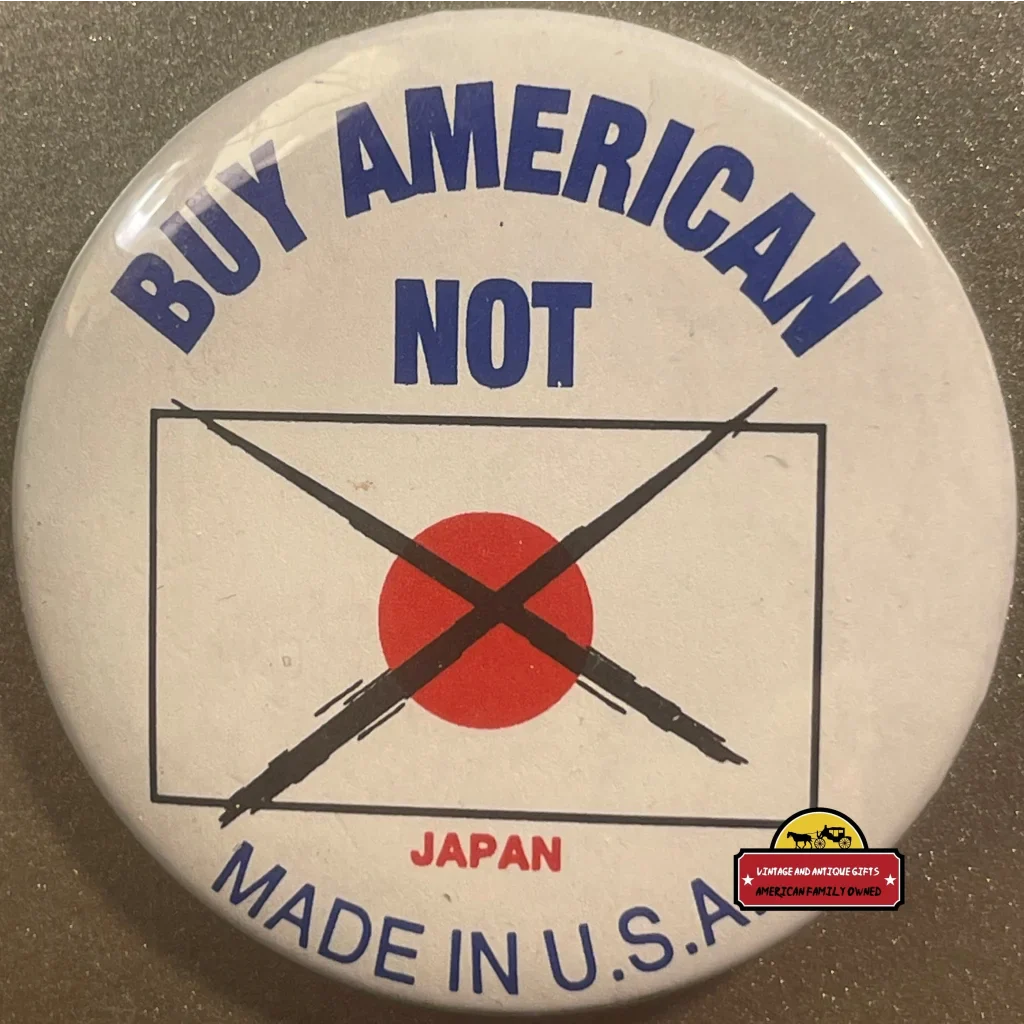 BUY AMERICAN
NOT
JAPAN
MADE IN U.S.A.
VINTAGE AND ANTIQUE GIFTS
AMERICAN FAMILY OWNED